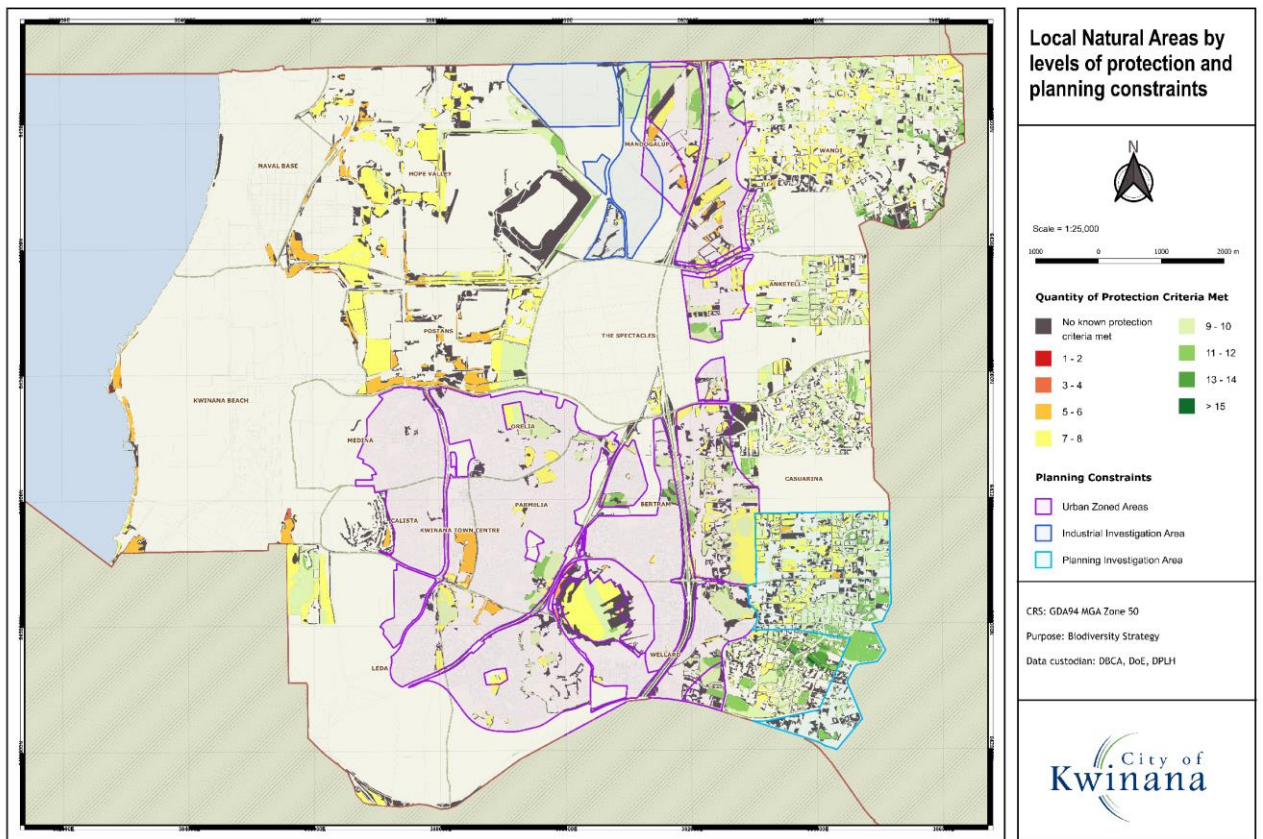 NAVAL BASE
HOPE VALLEY
MANDOGALUP
WANDI
ANKETELL
POSTANS
THE SPECTACLES
KWINANA BEACH
MEDINA
ORELIA
CASUARINA
CALISTA
PARMELIA
BERTRAM
KWINANA TOWN CENTRE
LEDA
WELLARD
Local Natural Areas by
levels of protection and
planning constraints
N
Scale = 1:25,000
1000 0 1000 2000 m
Quantity of Protection Criteria Met
No known protection
criteria met
1 - 2
3 - 4
5 - 6
7 - 8
9 - 10
11 - 12
13 - 14
> 15
Planning Constraints
Urban Zoned Areas
Industrial Investigation Area
Planning Investigation Area
CRS: GDA94 MGA Zone 50
Purpose: Biodiversity Strategy
Data custodian: DBCA, DoE, DPLH
City of
Kwinana